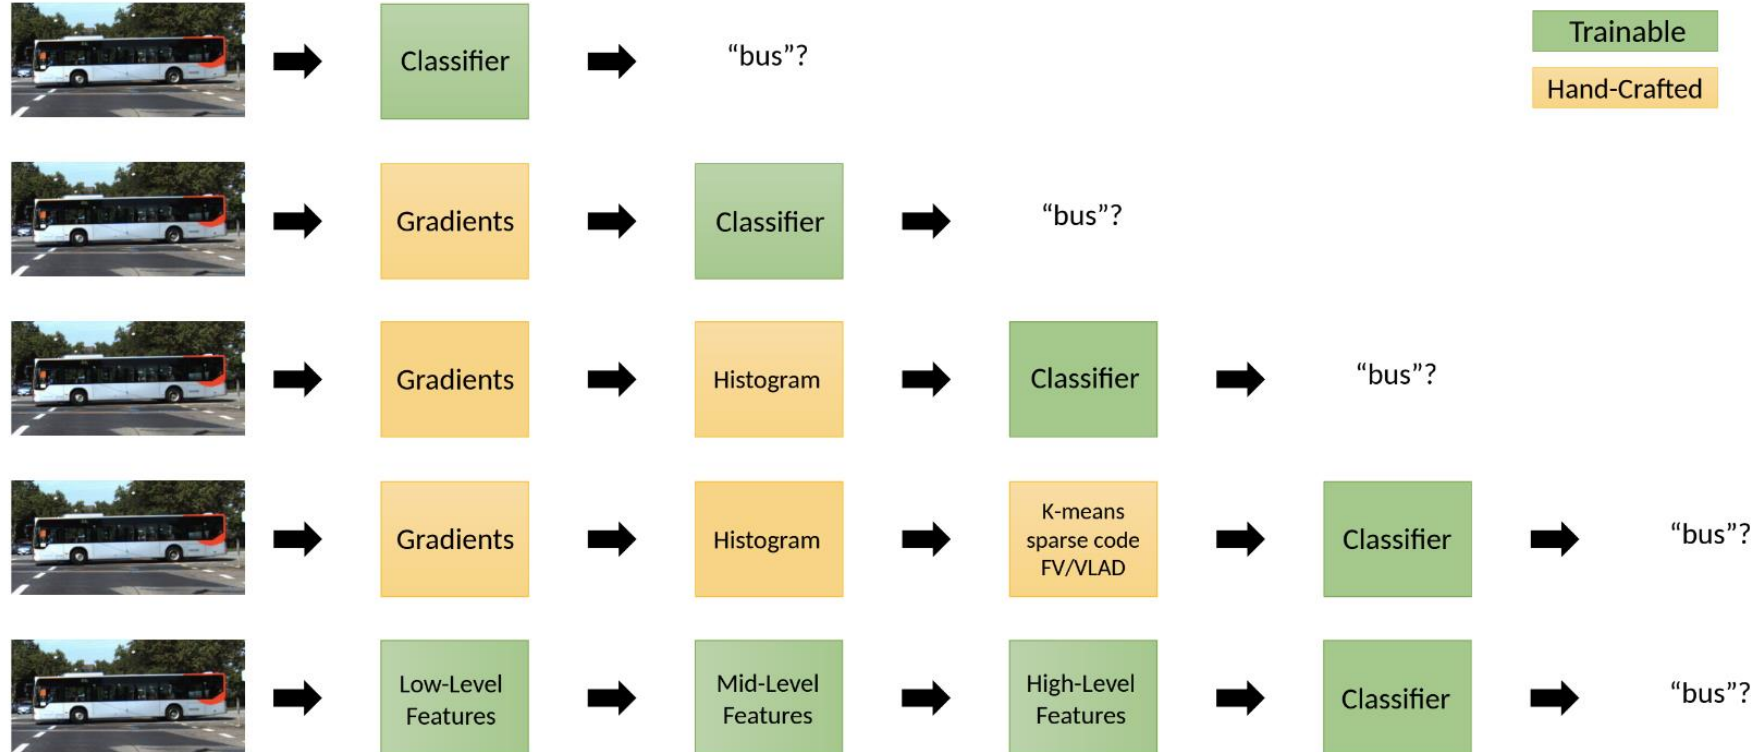 Classifier
“bus”?
Trainable
Hand-Crafted
Gradients
Classifier
“bus”?
Gradients
Histogram
Classifier
“bus”?
Gradients
Histogram
K-means
sparse code
FV/VLAD
Classifier
“bus”?
Low-Level
Features
Mid-Level
Features
High-Level
Features
Classifier
“bus”?